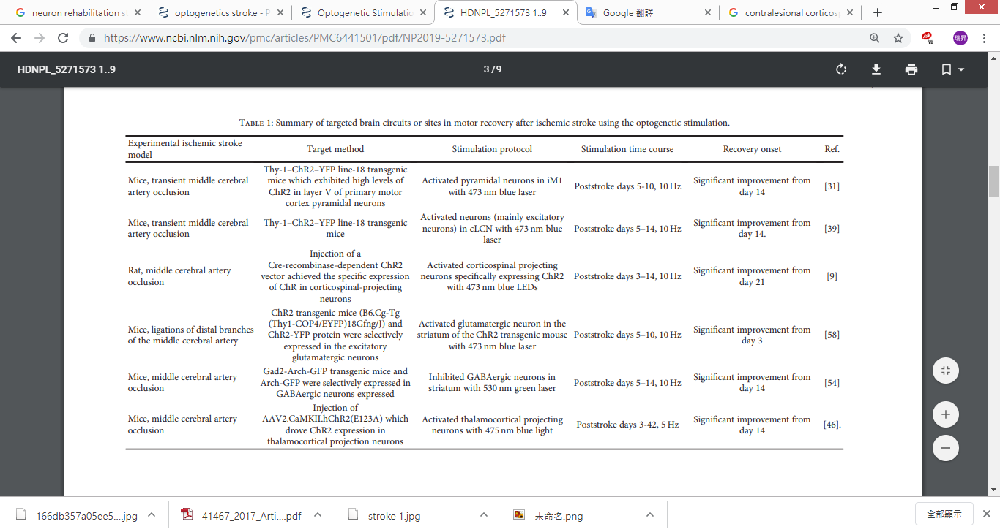 neuron rehabilitation st
optogenetics stroke - P
Optogenetic Stimulatio
HDNPL_5271573 1..9
Google 翻譯
contralesional corticosp
https://www.ncbi.nlm.nih.gov/pmc/articles/PMC6441501/pdf/NP2019-5271573.pdf
瑞昇
HDNPL_5271573 1..9
3 / 9
TABLE 1: Summary of targeted brain circuits or sites in motor recovery after ischemic stroke using the optogenetic stimulation.
Experimental ischemic stroke
model
Target method
Stimulation protocol
Stimulation time course
Recovery onset
Ref.
Mice, transient middle cerebral
artery occlusion
Thy-1–ChR2–YFP line-18 transgenic
mice which exhibited high levels of
ChR2 in layer V of primary motor
cortex pyramidal neurons
Activated pyramidal neurons in iM1
with 473 nm blue laser
Poststroke days 5-10, 10 Hz
Significant improvement from
day 14
[31]
Mice, transient middle cerebral
artery occlusion
Thy-1–ChR2–YFP line-18 transgenic
mice
Activated neurons (mainly excitatory
neurons) in cLCN with 473 nm blue
laser
Poststroke days 5–14, 10 Hz
Significant improvement from
day 14.
[39]
Rat, middle cerebral artery
occlusion
Injection of a
Cre-recombinase-dependent ChR2
vector achieved the specific expression
of ChR in corticospinal-projecting
neurons
Activated corticospinal projecting
neurons specifically expressing ChR2
with 473 nm blue LEDs
Poststroke days 3–14, 10 Hz
Significant improvement from
day 21
[9]
Mice, ligations of distal branches
of the middle cerebral artery
ChR2 transgenic mice (B6.Cg-Tg
(Thy1-COP4/EYFP)18Gfng/J) and
ChR2-YFP protein were selectively
expressed in the excitatory
glutamatergic neurons
Activated glutamatergic neuron in the
striatum of the ChR2 transgenic mouse
with 473 nm blue laser
Poststroke days 5–10, 10 Hz
Significant improvement from
day 3
[58]
Mice, middle cerebral artery
occlusion
Gad2-Arch-GFP transgenic mice and
Arch-GFP were selectively expressed in
GABAergic neurons expressed
Inhibited GABAergic neurons in
striatum with 530 nm green laser
Poststroke days 5–14, 10 Hz
Significant improvement from
day 14
[54]
Mice, middle cerebral artery
occlusion
Injection of
AAV2.CaMKII.hChR2(E123A) which
drove ChR2 expression in
thalamocortical projection neurons
Activated thalamocortical projecting
neurons with 475 nm blue light
Poststroke days 3-42, 5 Hz
Significant improvement from
day 14
[46].
166db357a05ee5....jpg
41467_2017_Arti....pdf
stroke 1.jpg
未命名.png
全部顯示